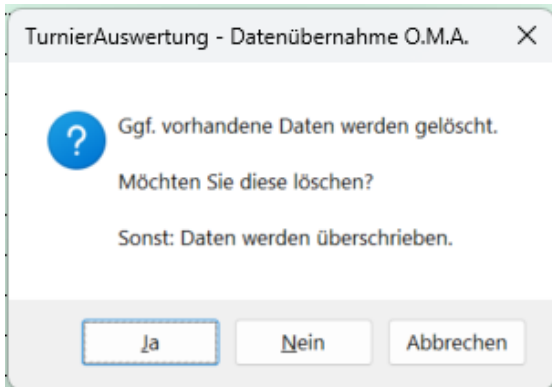 TurnierAuswertung - Datenübernahme O.M.A.
Ggf. vorhandene Daten werden gelöscht.
Möchten Sie diese löschen?
Sonst: Daten werden überschrieben.
Ja
Nein
Abbrechen